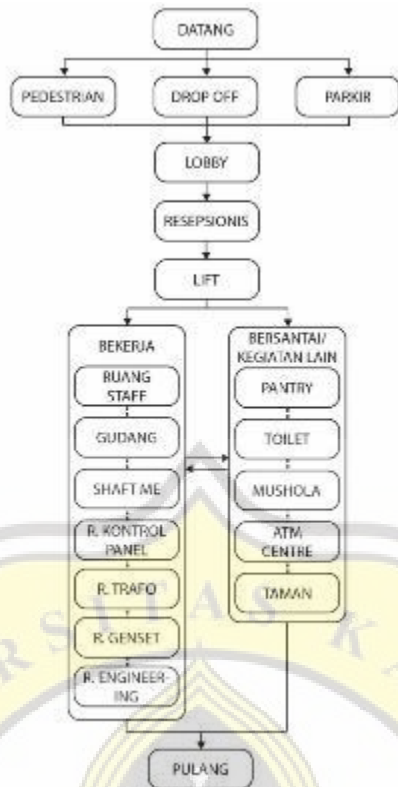 DATANG
PEDESTRIAN
DROP OFF
PARKIR
LOBBY
RESEPSIONIS
LIFT
BEKERJA
RUANG
STAFF
GUDANG
SHAFT ME
R. KONTROL
PANEL
R. TRAFO
R. GENSET
R. ENGINEER-
ING
BERSANTAI/
KEGIATAN LAIN
PANTRY
TOILET
MUSHOLA
ATM
CENTRE
TAMAN
PULANG